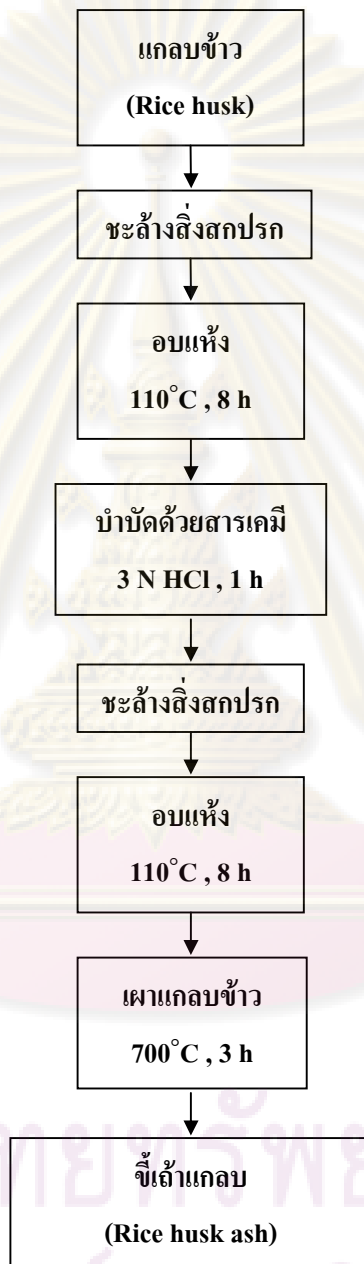 แกลบข้าว
(Rice husk)
ชะล้างสิ่งสกปรก
อบแห้ง
110°C , 8 h
บำบัดด้วยสารเคมี
3 N HCl , 1 h
ชะล้างสิ่งสกปรก
อบแห้ง
110°C , 8 h
เผาแกลบข้าว
700°C , 3 h
ขี้เถ้าแกลบ
(Rice husk ash)